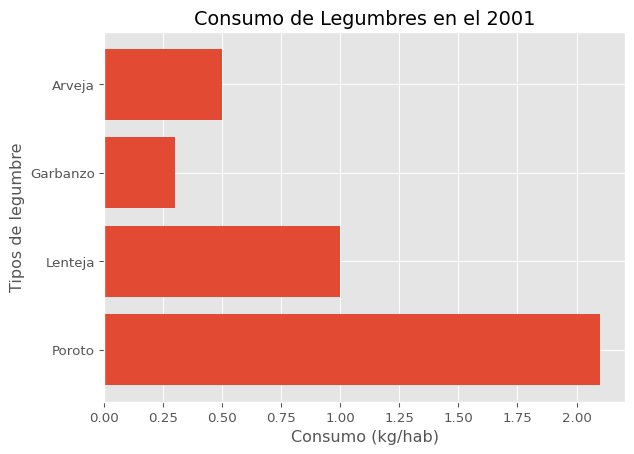 Consumo de Legumbres en el 2001
Tipos de legumbre
Arveja
Garbanzo
Lenteja
Poroto
0.00 0.25 0.50 0.75 1.00 1.25 1.50 1.75 2.00
Consumo (kg/hab)